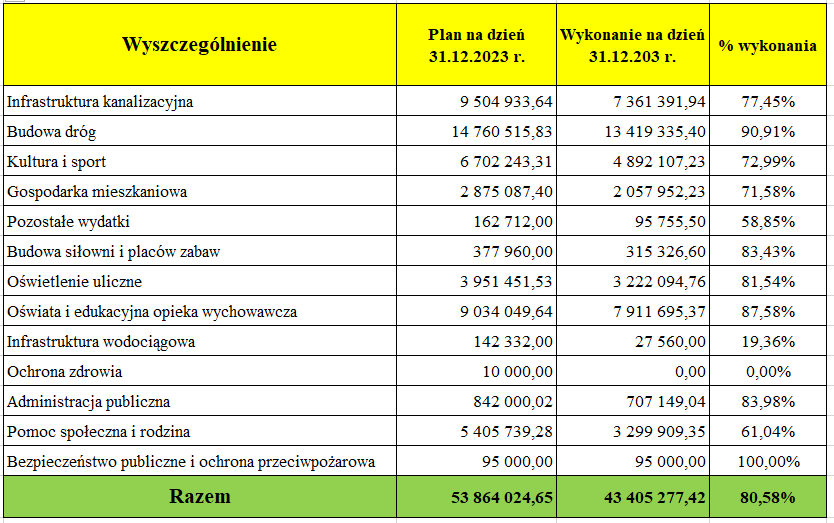 Wyszczególnienie Plan na dzień 31.12.2023 r. Wykonanie na dzień 31.12.203 r. % wykonania
Infrastruktura kanalizacyjna 9 504 933,64 7 361 391,94 77,45%
Budowa dróg 14 760 515,83 13 419 335,40 90,91%
Kultura i sport 6 702 243,31 4 892 107,23 72,99%
Gospodarka mieszkaniowa 2 875 087,40 2 057 952,23 71,58%
Pozostałe wydatki 162 712,00 95 755,50 58,85%
Budowa siłowni i placów zabaw 377 960,00 315 326,60 83,43%
Oświetlenie uliczne 3 951 451,53 3 222 094,76 81,54%
Oświata i edukacyjna opieka wychowawcza 9 034 049,64 7 911 695,37 87,58%
Infrastruktura wodociągowa 142 332,00 27 560,00 19,36%
Ochrona zdrowia 10 000,00 0,00 0,00%
Administracja publiczna 842 000,02 707 149,04 83,98%
Pomoc społeczna i rodzina 5 405 739,28 3 299 909,35 61,04%
Bezpieczeństwo publiczne i ochrona przeciwpożarowa 95 000,00 95 000,00 100,00%
Razem 53 864 024,65 43 405 277,42 80,58%